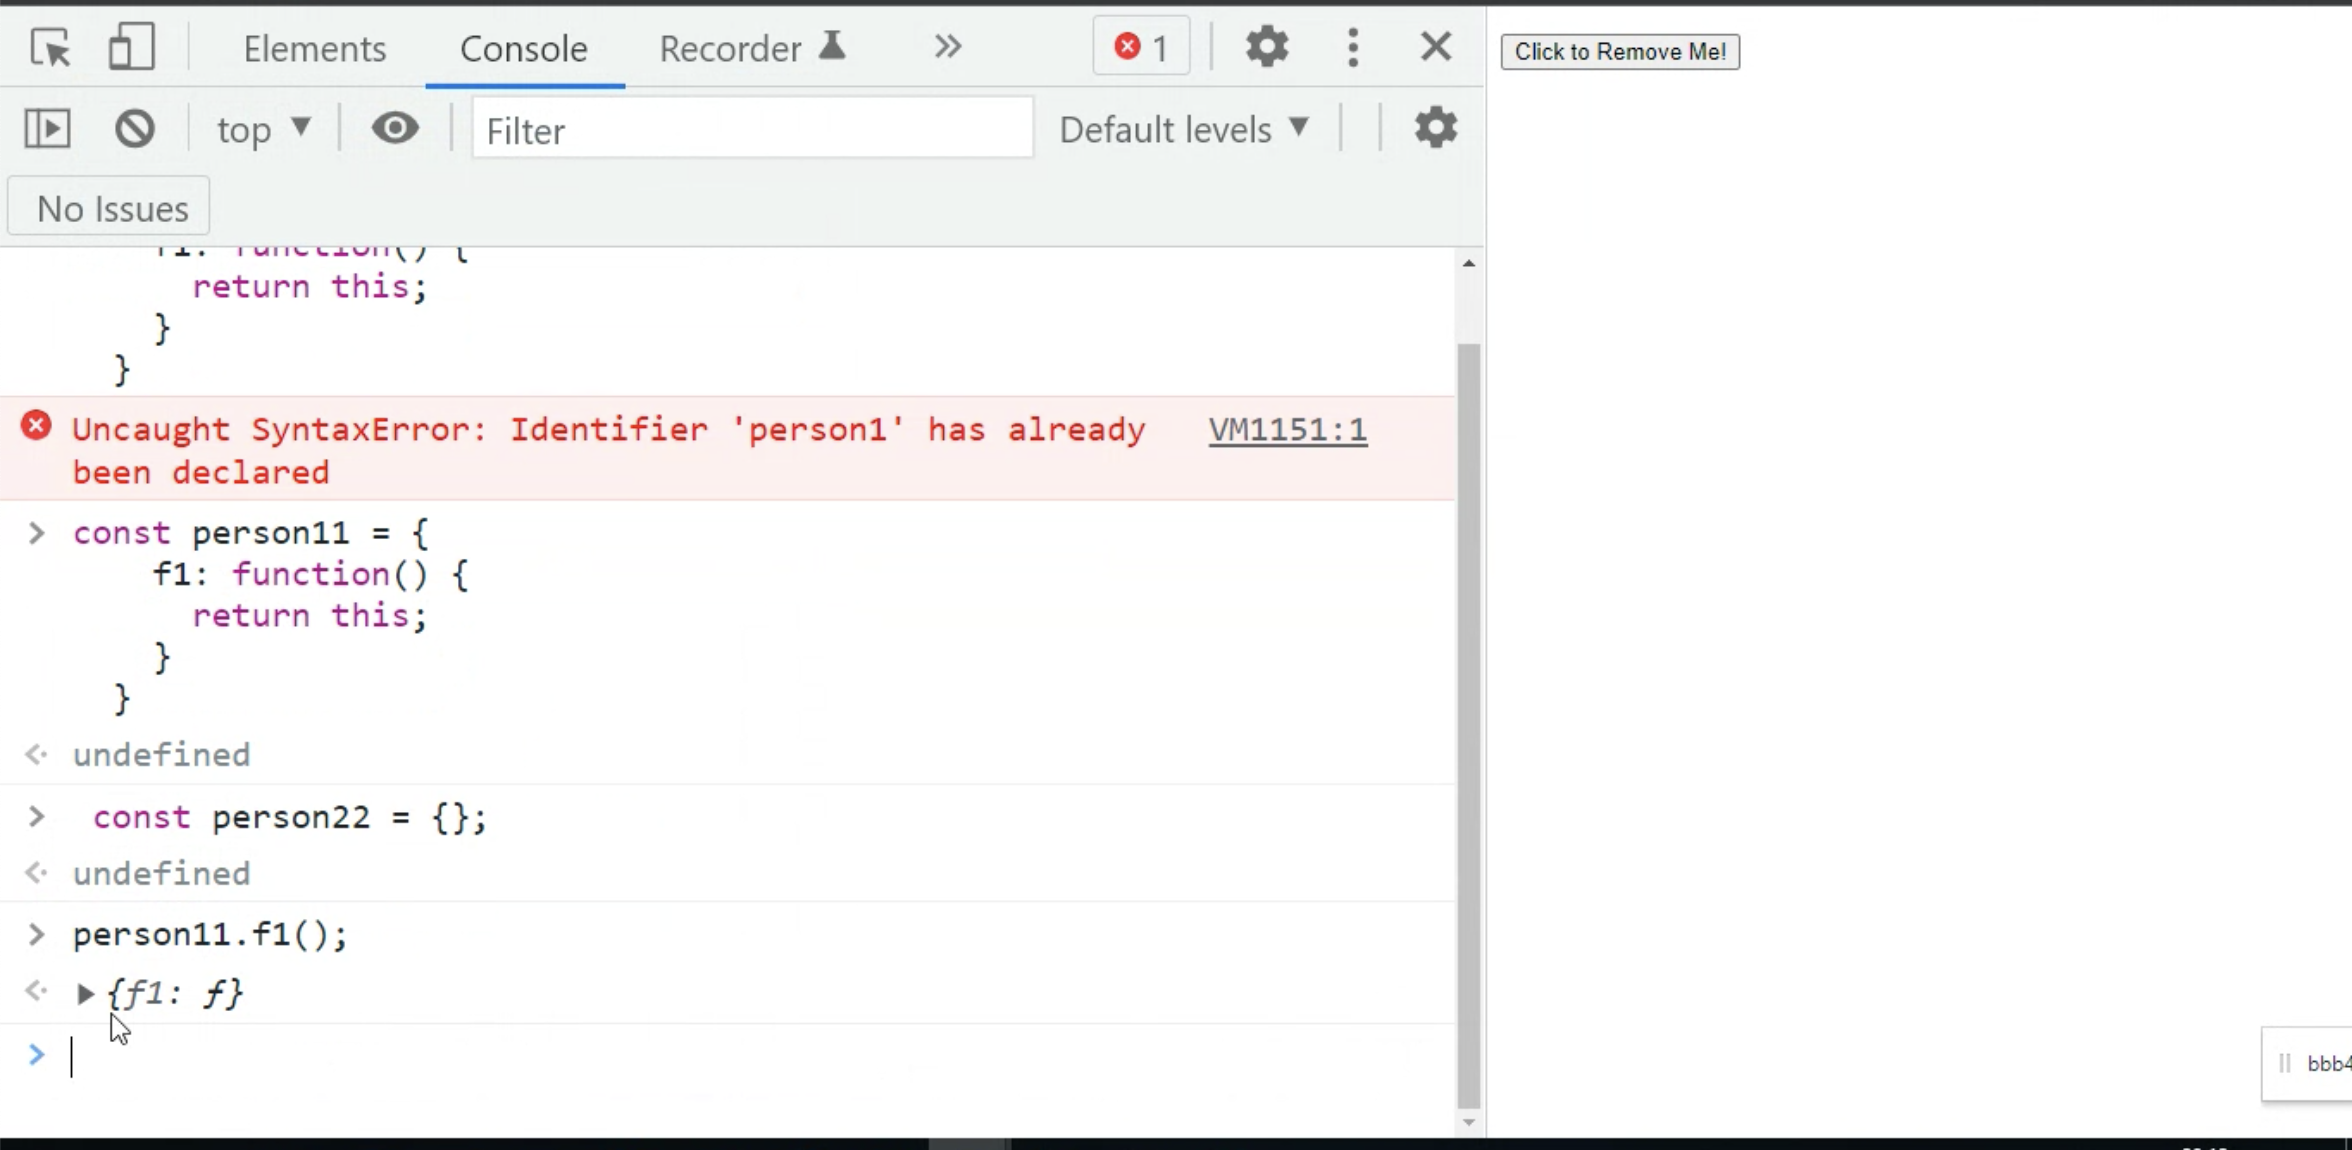 Elements Console Recorder 1
Click to Remove Me!
top Filter Default levels
No Issues
f1: function() {
return this;
}
}
Uncaught SyntaxError: Identifier 'person1' has already VM1151:1
been declared
const person11 = {
f1: function() {
return this;
}
}
undefined
const person22 = {};
undefined
person11.f1();
{f1: ƒ}
bbb4